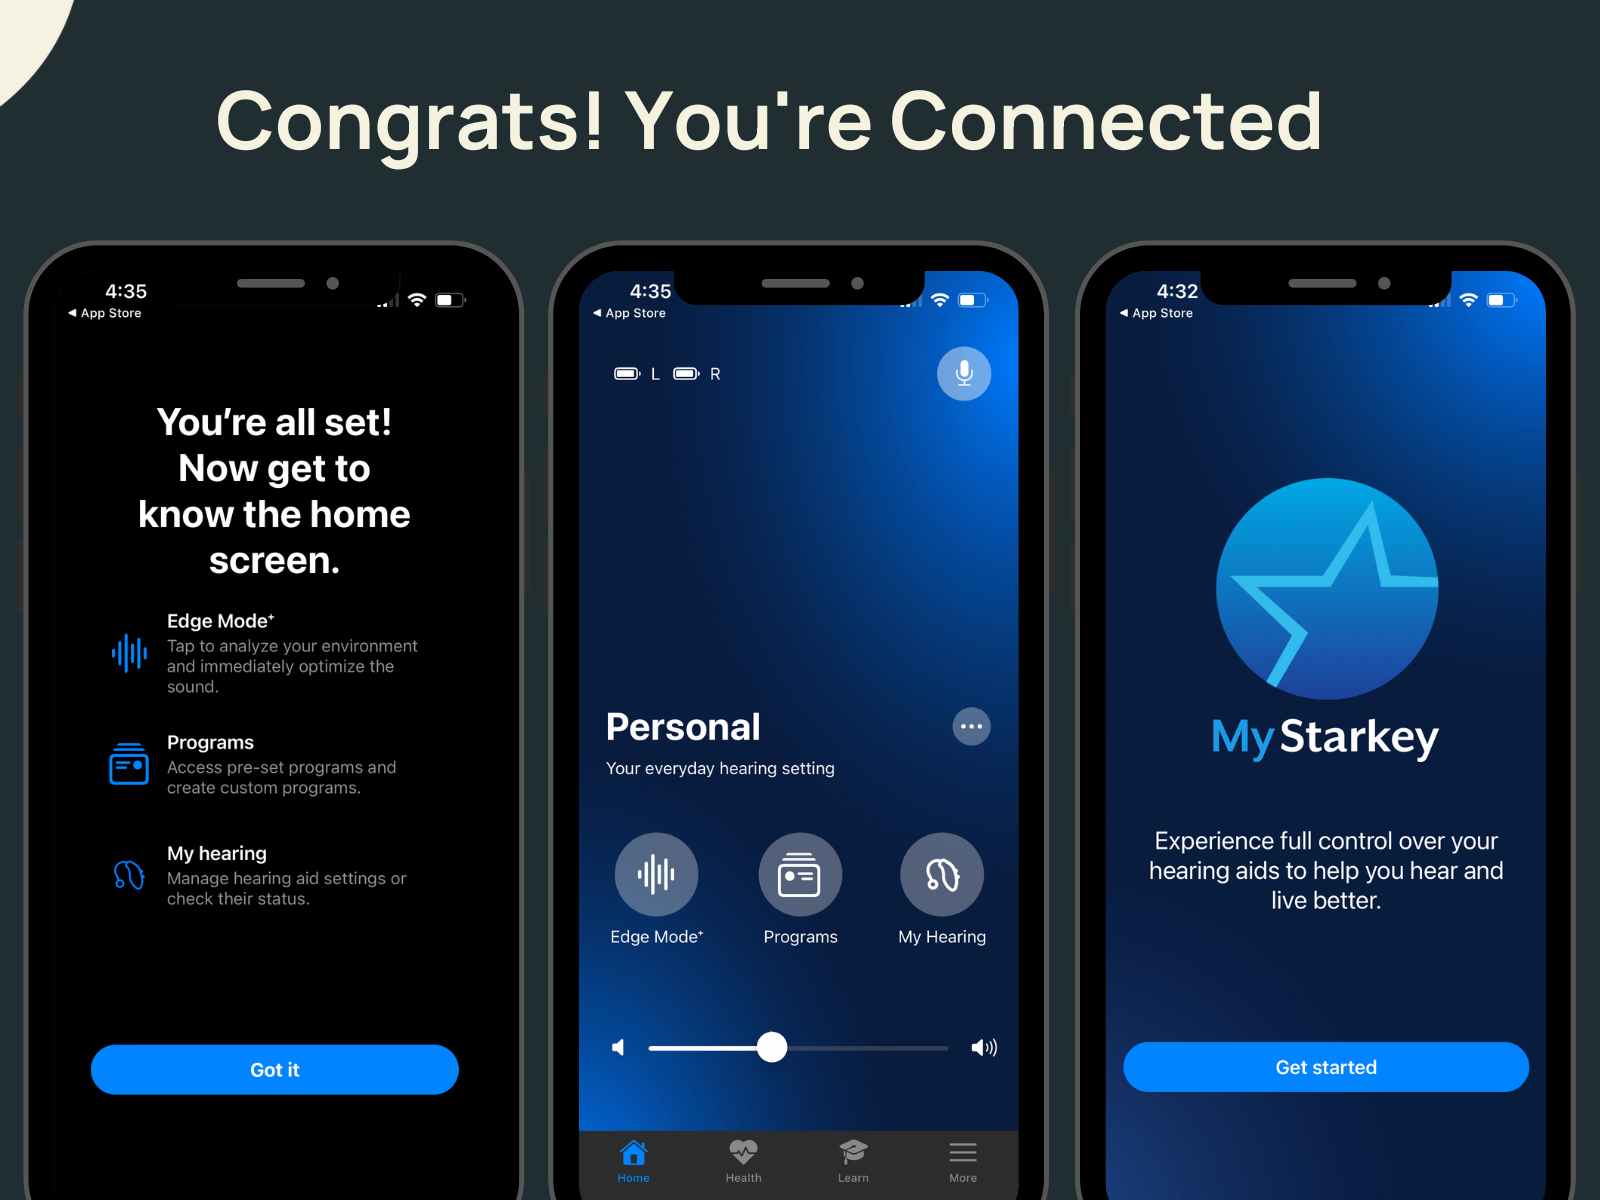 Congrats! You're Connected
4:35
◀ App Store
You're all set!
Now get to
know the home
screen.
Edge Mode⁺
Tap to analyze your environment
and immediately optimize the
sound.
Programs
Access pre-set programs and
create custom programs.
My hearing
Manage hearing aid settings or
check their status.
Got it
4:35
◀ App Store
L R
Personal
Your everyday hearing setting
Edge Mode⁺ Programs My Hearing
Home Health Learn More
4:32
◀ App Store
My Starkey
Experience full control over your
hearing aids to help you hear and
live better.
Get started